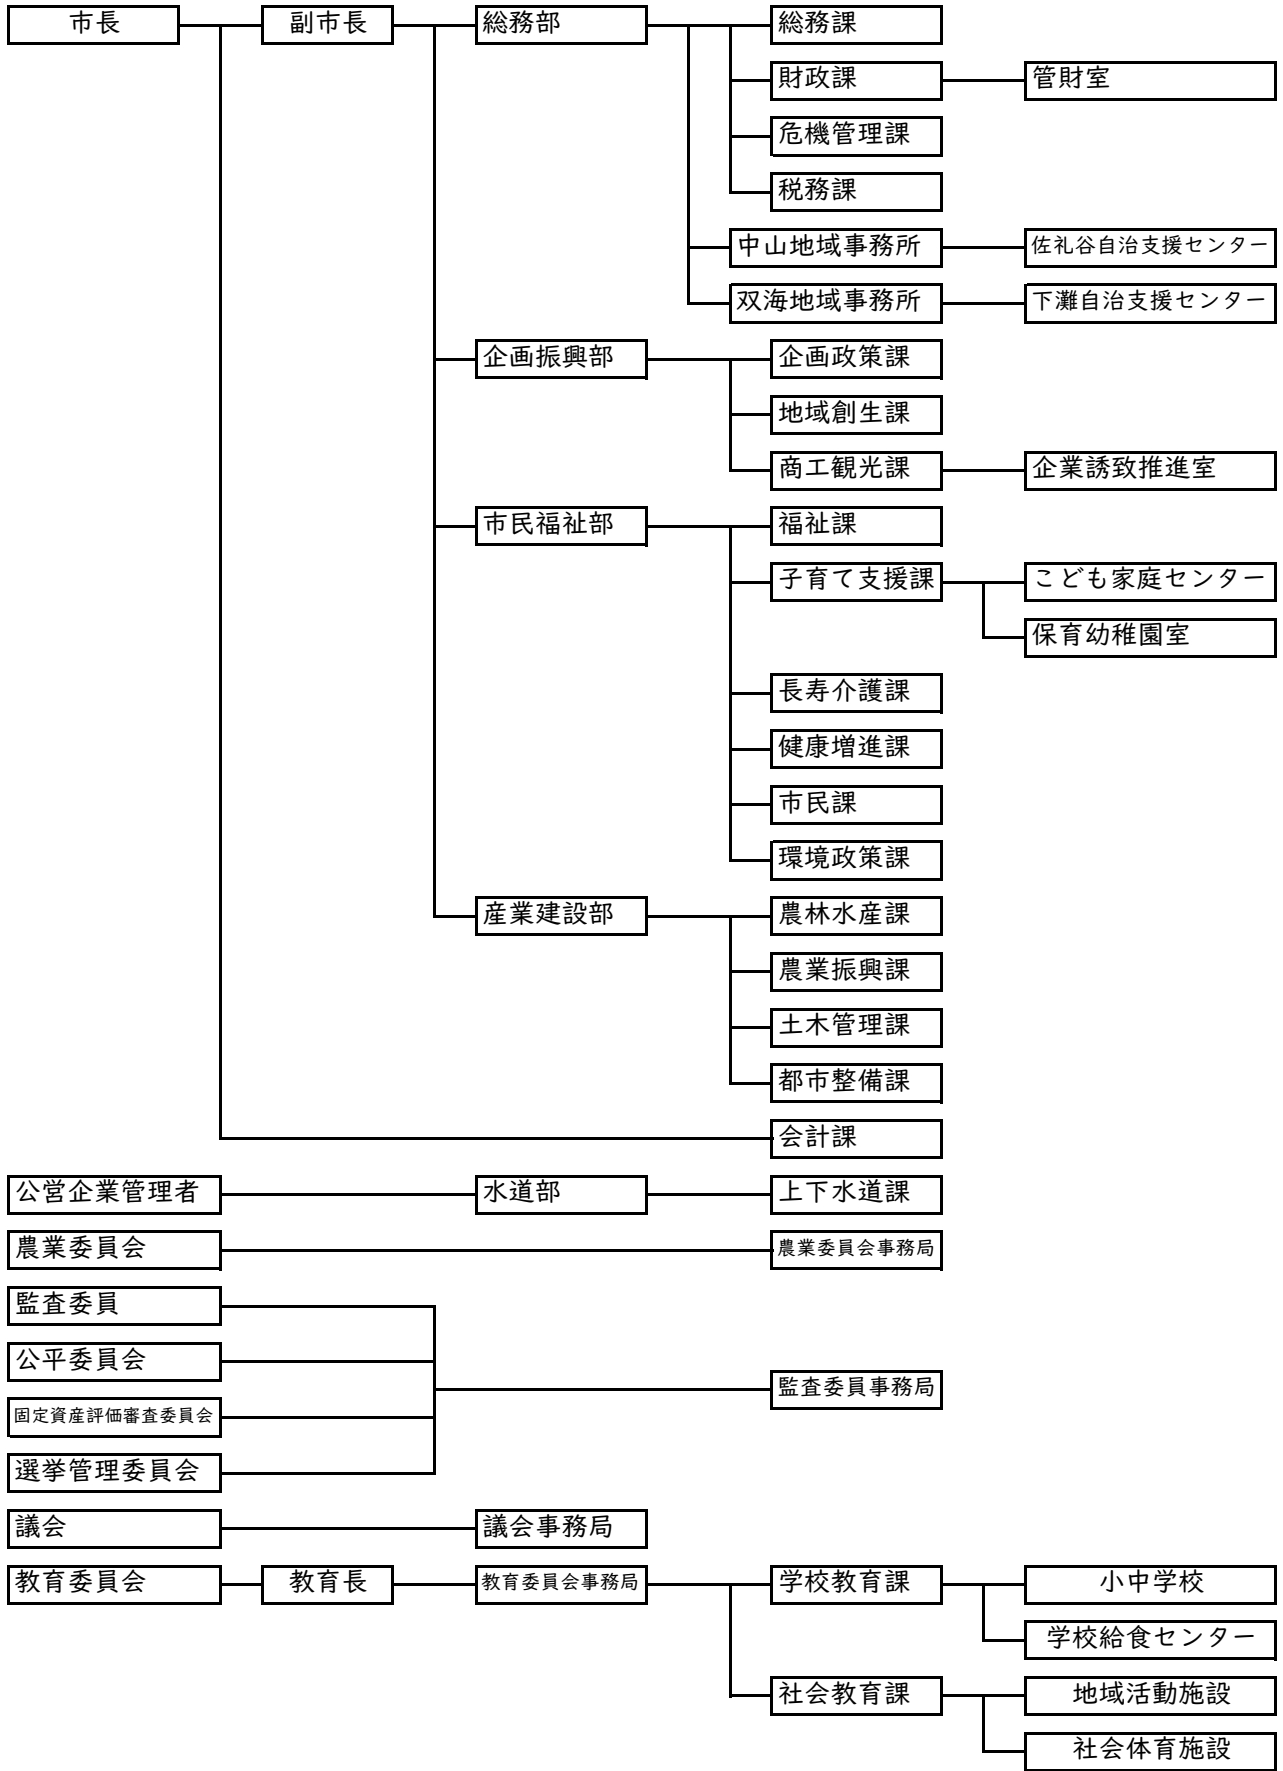 市長 副市長 総務部 総務課
財政課 管財室
危機管理課
税務課
中山地域事務所 佐礼谷自治支援センター
双海地域事務所 下灘自治支援センター
企画振興部 企画政策課
地域創生課
商工観光課 企業誘致推進室
市民福祉部 福祉課
子育て支援課 こども家庭センター
保育幼稚園室
長寿介護課
健康増進課
市民課
環境政策課
産業建設部 農林水産課
農業振興課
土木管理課
都市整備課
会計課
公営企業管理者 水道部 上下水道課
農業委員会 農業委員会事務局
監査委員
公平委員会
監査委員事務局
固定資産評価審査委員会
選挙管理委員会
議会 議会事務局
教育委員会 教育長 教育委員会事務局 学校教育課 小中学校
学校給食センター
社会教育課 地域活動施設
社会体育施設